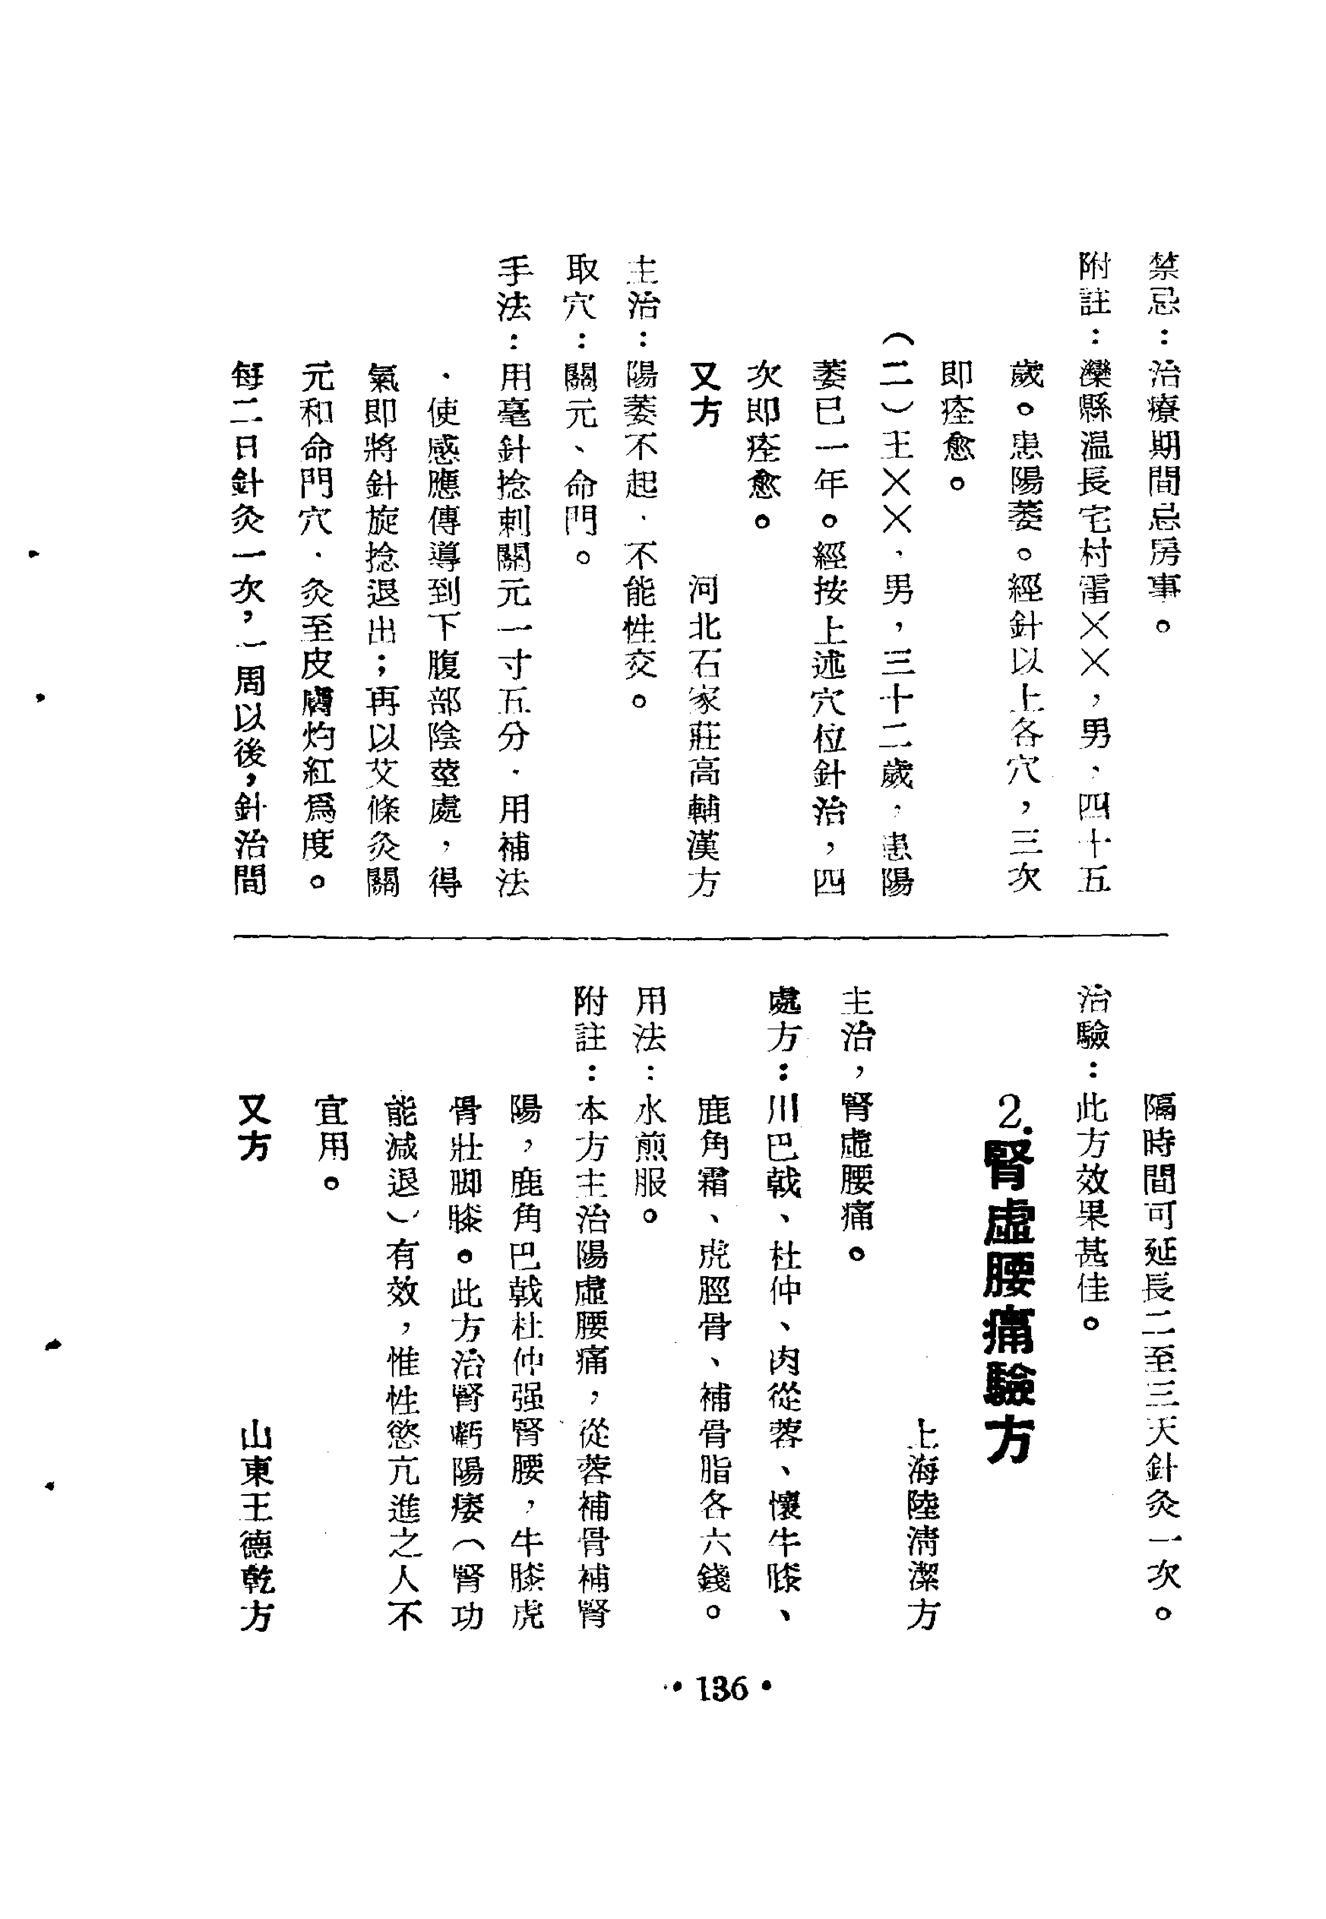 禁忌：治療期間忌房事。
附註：灤縣温長宅村雷××，男，四十五
歲。患陽萎。經針以上各穴，三次
即痊愈。
（二）王××，男，三十二歲，患陽
萎已一年。經按上述穴位針治，四
次即痊愈。
又方　　　　河北石家莊高輔漢方
主治：陽萎不起，不能性交。
取穴：關元、命門。
手法：用毫針捻刺關元一寸五分，用補法
，使感應傳導到下腹部陰莖處，得
氣即將針旋捻退出；再以艾條灸關
元和命門穴，灸至皮膚灼紅爲度。
每二日針灸一次，一周以後，針治間
隔時間可延長二至三天針灸一次。
治驗：此方效果甚佳。
2.腎虛腰痛驗方
上海陸清潔方
主治，腎虛腰痛。
處方：川巴戟、杜仲、肉從蓉、懷牛膝、
鹿角霜、虎脛骨、補骨脂各六錢。
用法：水煎服。
附註：本方主治陽虛腰痛，從蓉補骨補腎
陽，鹿角巴戟杜仲强腎腰，牛膝虎
骨壯脚膝。此方治腎虧陽痿（腎功
能減退）有效，惟性慾亢進之人不
宜用。
又方　　　　山東王德乾方
·136·